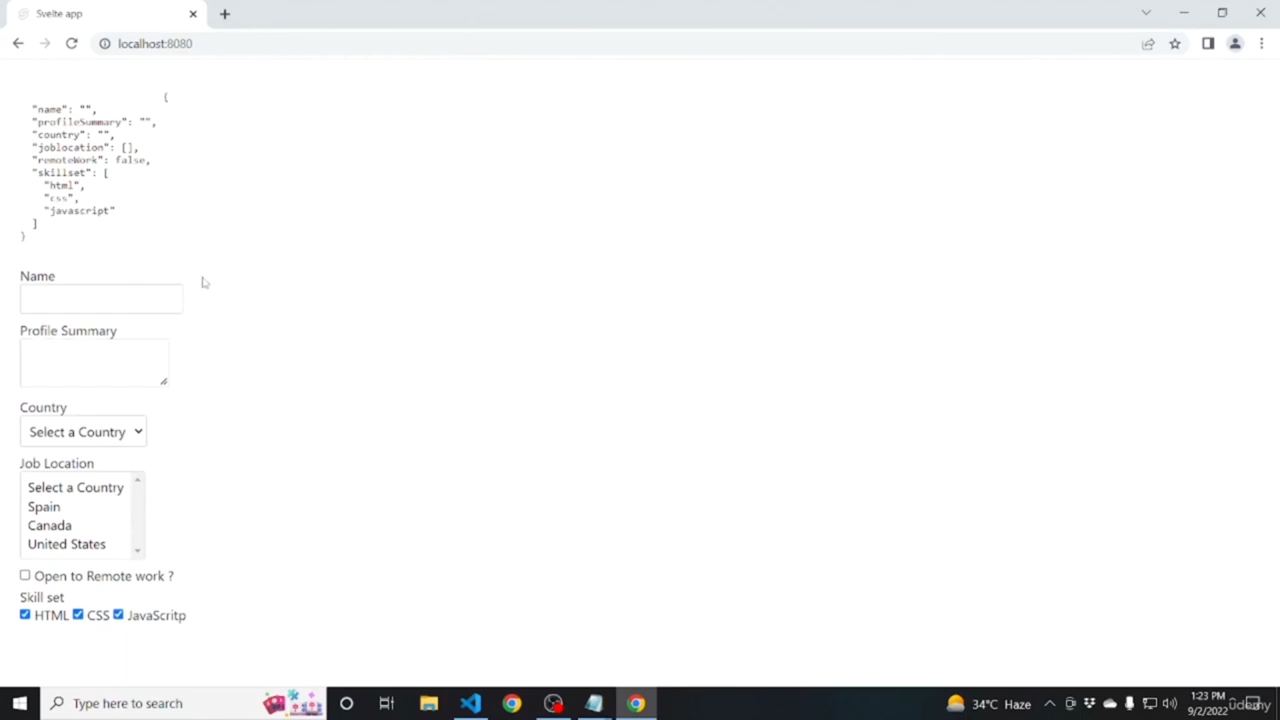 Svelte app
localhost:8080
{
"name": "",
"profileSummary": "",
"country": "",
"joblocation": [],
"remoteWork": false,
"skillset": [
"html",
"css",
"javascript"
]
}
Name
Profile Summary
Country
Select a Country
Job Location
Select a Country
Spain
Canada
United States
Open to Remote work ?
Skill set
HTML CSS JavaScritp
Type here to search
34°C Haze
1:23 PM
9/2/2022
udemy